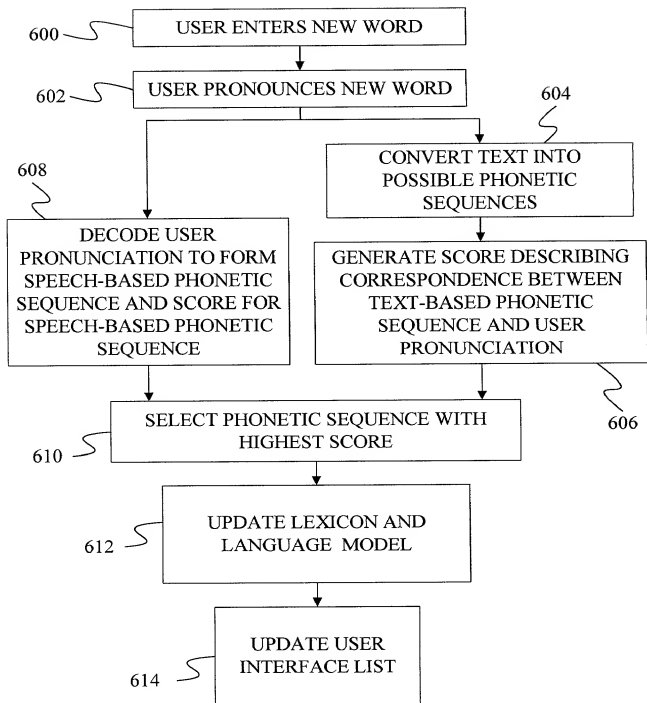 600
USER ENTERS NEW WORD
602
USER PRONOUNCES NEW WORD
604
CONVERT TEXT INTO
POSSIBLE PHONETIC
SEQUENCES
608
DECODE USER
PRONUNCIATION TO FORM
SPEECH-BASED PHONETIC
SEQUENCE AND SCORE FOR
SPEECH-BASED PHONETIC
SEQUENCE
GENERATE SCORE DESCRIBING
CORRESPONDENCE BETWEEN
TEXT-BASED PHONETIC
SEQUENCE AND USER
PRONUNCIATION
606
610
SELECT PHONETIC SEQUENCE WITH
HIGHEST SCORE
612
UPDATE LEXICON AND
LANGUAGE MODEL
614
UPDATE USER
INTERFACE LIST